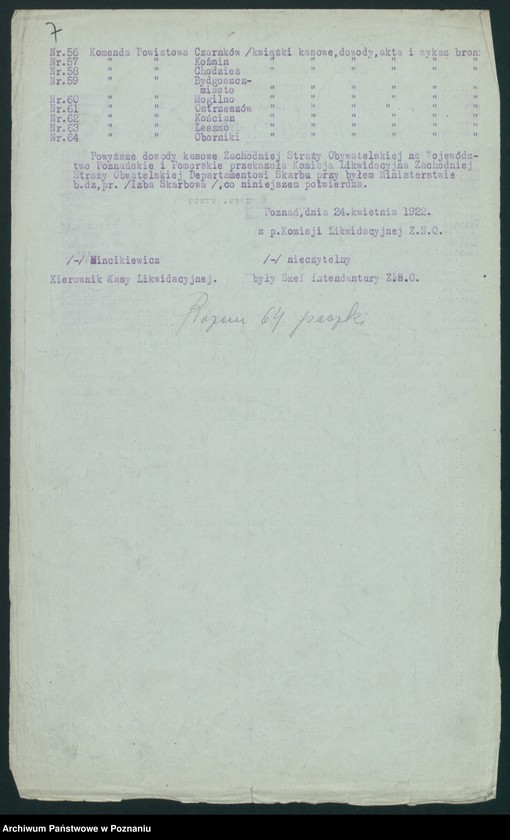 7
Nr.56 Komenda Powiatowa Czarnków /książki kasowe,dowody,akta i wykaz broni
Nr.57 " " Koźmin " " " " " "
Nr.58 " " Chodzież " " " " " "
Nr.59 " " Bydgoszcz-
miasto " " " " " "
Nr.60 " " Mogilno " " " " " "
Nr.61 " " Ostrzeszów " " " " " "
Nr.62 " " Kościan " " " " " "
Nr.63 " " Leszno " " " " " "
Nr.64 " " Oborniki " " " " " "
Powyższe dowody kasowe Zachodniej Straży Obywatelskiej na Wojewódz-
two Poznańskie i Pomorskie przekazała Komisja Likwidacyjna Zachodniej
Straży Obywatelskiej Departamentowi Skarbu przy byłem Ministerstwie
b.dz.pr. /Izba Skarbowa /,co niniejszem potwierdza.
Poznań,dnia 24.kwietnia 1922.
z p.Komisji Likwidacyjnej Z.S.O.
/-/ Mincikiewicz /-/ nieczytelny
Kierownik Kasy Likwidacyjnej. były Szef Intendantury Z.S.O.
Razem 64 paczki
Archiwum Państwowe w Poznaniu